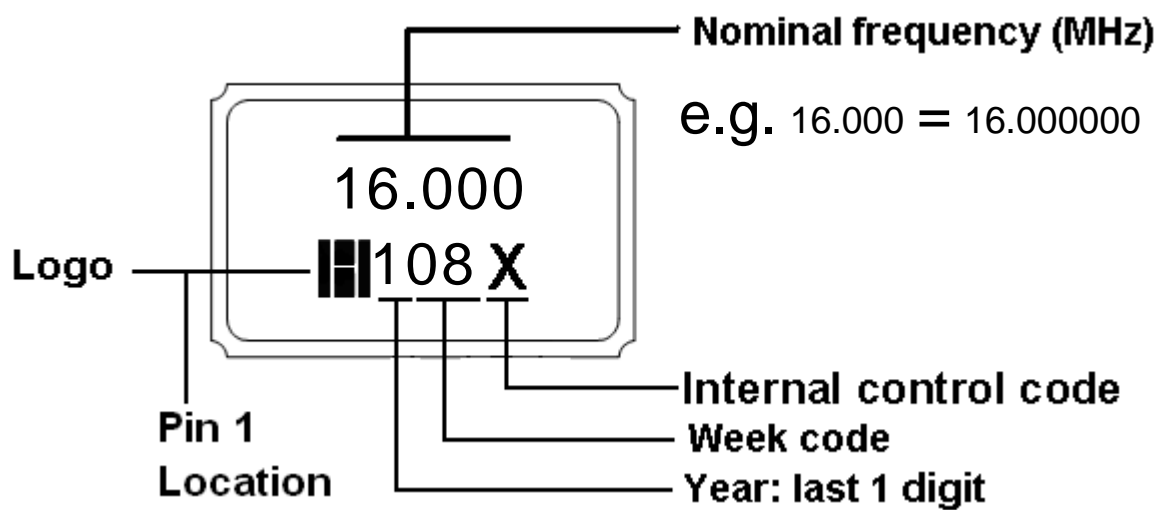 Nominal frequency (MHz)
e.g. 16.000 = 16.000000
16.000
Logo
108 X
Internal control code
Pin 1
Location
Week code
Year: last 1 digit